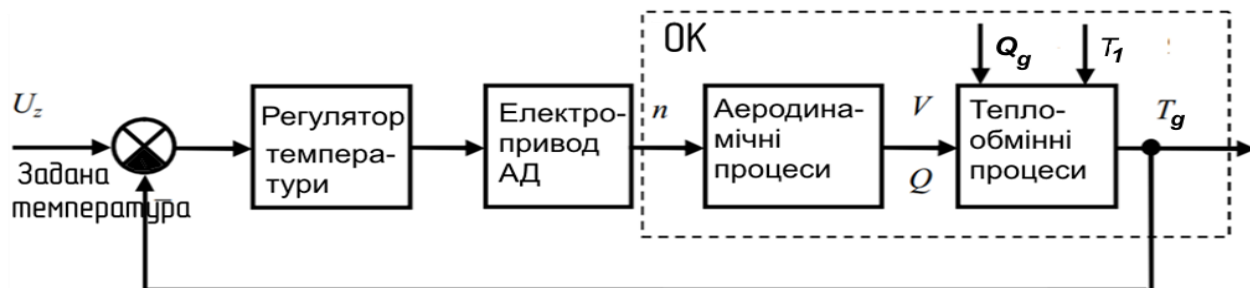 ОК
Q_g
T_1
U_z
Задана
температура
Регулятор
темпера-
тури
Електро-
привод
АД
n
Аеродина-
мічні
процеси
V
Q
Тепло-
обмінні
процеси
T_g